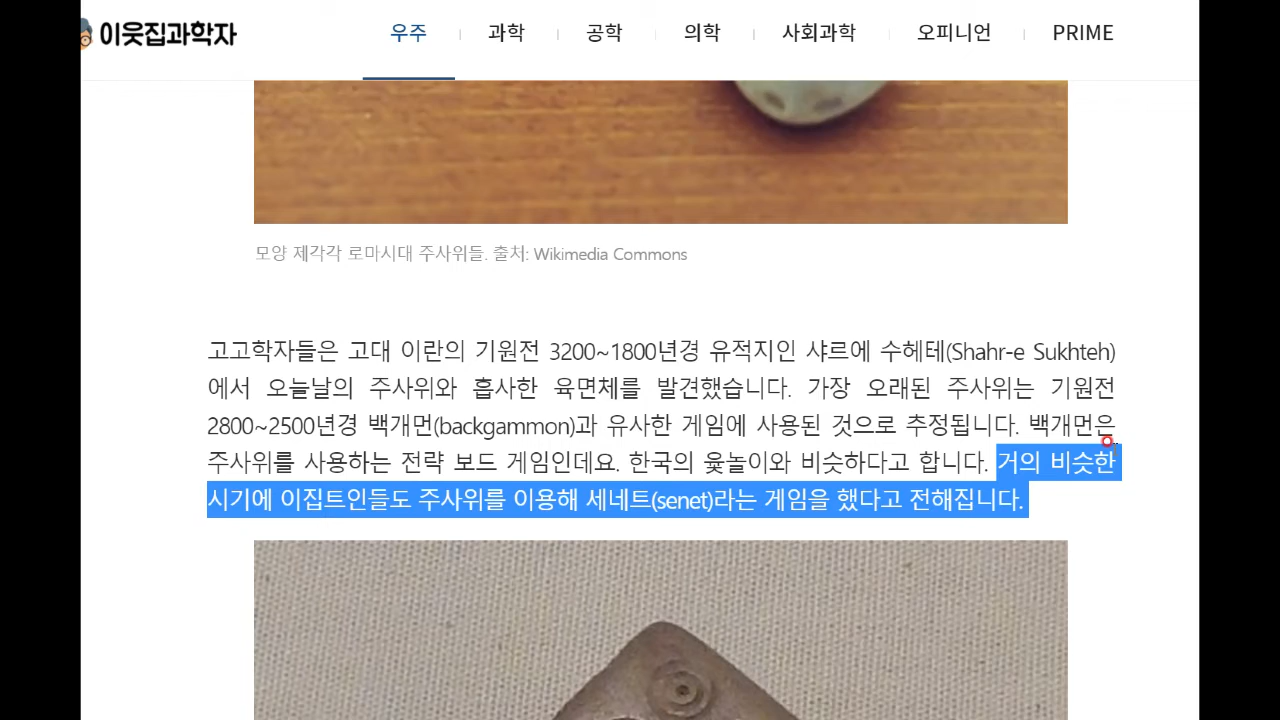 이웃집과학자
우주 과학 공학 의학 사회과학 오피니언 PRIME
모양 제각각 로마시대 주사위들. 출처: Wikimedia Commons
고고학자들은 고대 이란의 기원전 3200~1800년경 유적지인 샤르에 수헤테(Shahr-e Sukhteh)
에서 오늘날의 주사위와 흡사한 육면체를 발견했습니다. 가장 오래된 주사위는 기원전
2800~2500년경 백개먼(backgammon)과 유사한 게임에 사용된 것으로 추정됩니다. 백개먼은
주사위를 사용하는 전략 보드 게임인데요. 한국의 윷놀이와 비슷하다고 합니다. 거의 비슷한
시기에 이집트인들도 주사위를 이용해 세네트(senet)라는 게임을 했다고 전해집니다.